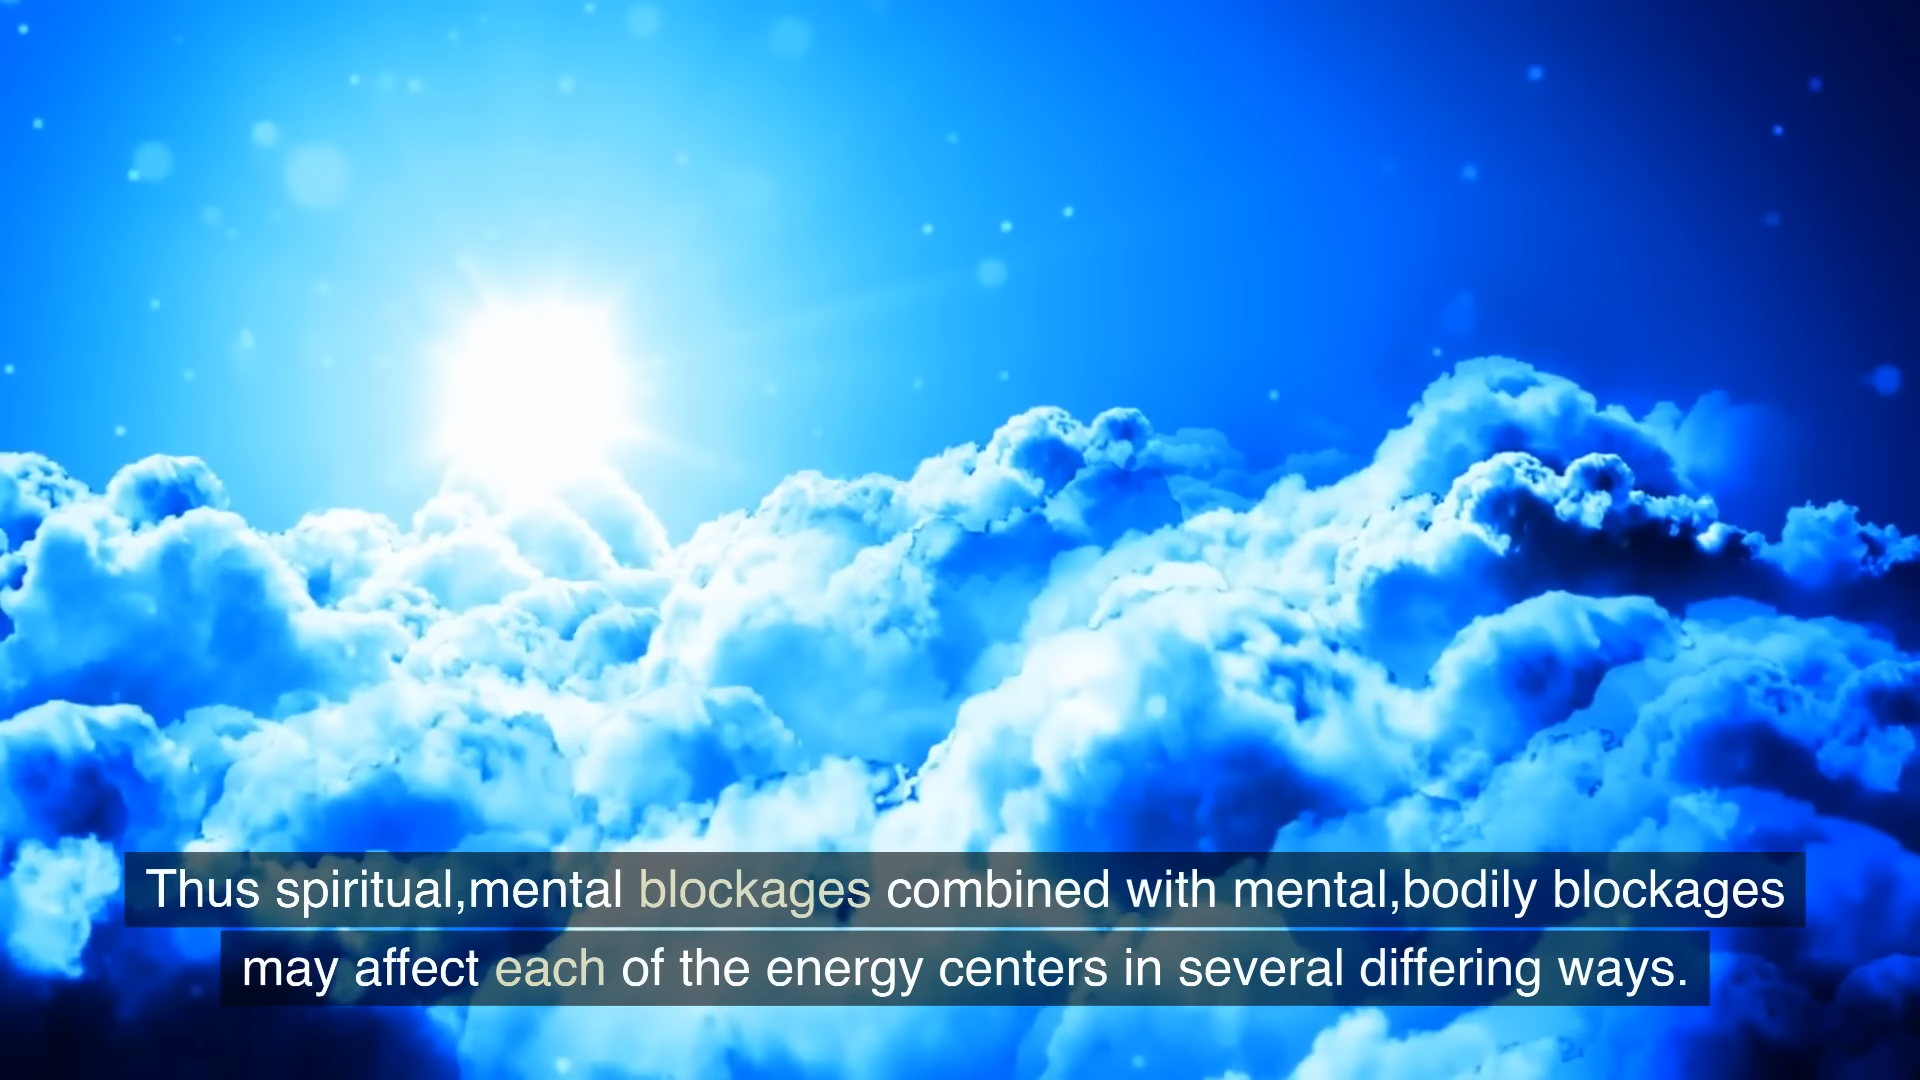 Thus spiritual,mental blockages combined with mental,bodily blockages
may affect each of the energy centers in several differing ways.